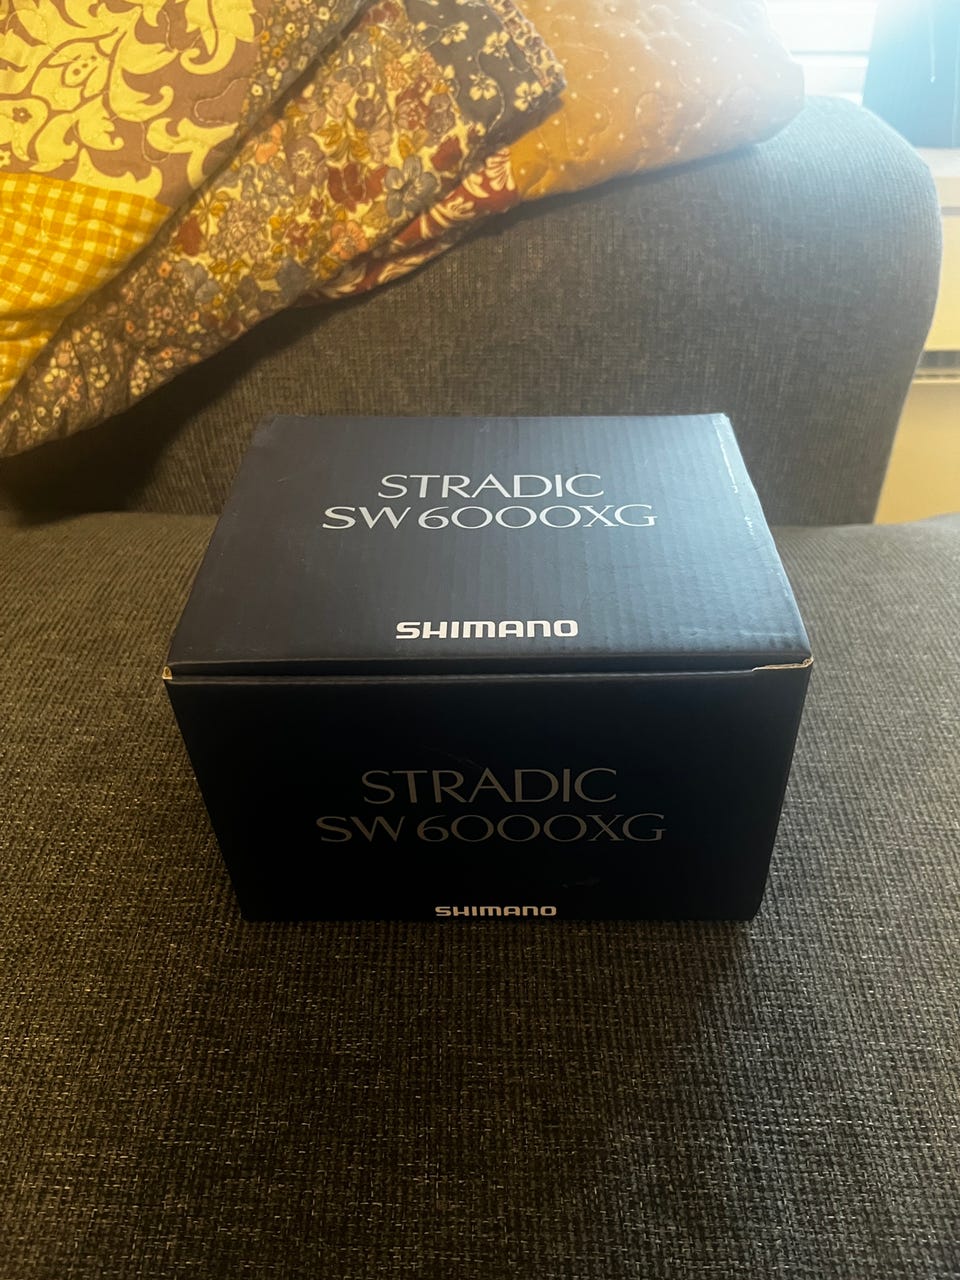 STRADIC
SW 6000XG
SHIMANO
STRADIC
SW 6000XG
SHIMANO